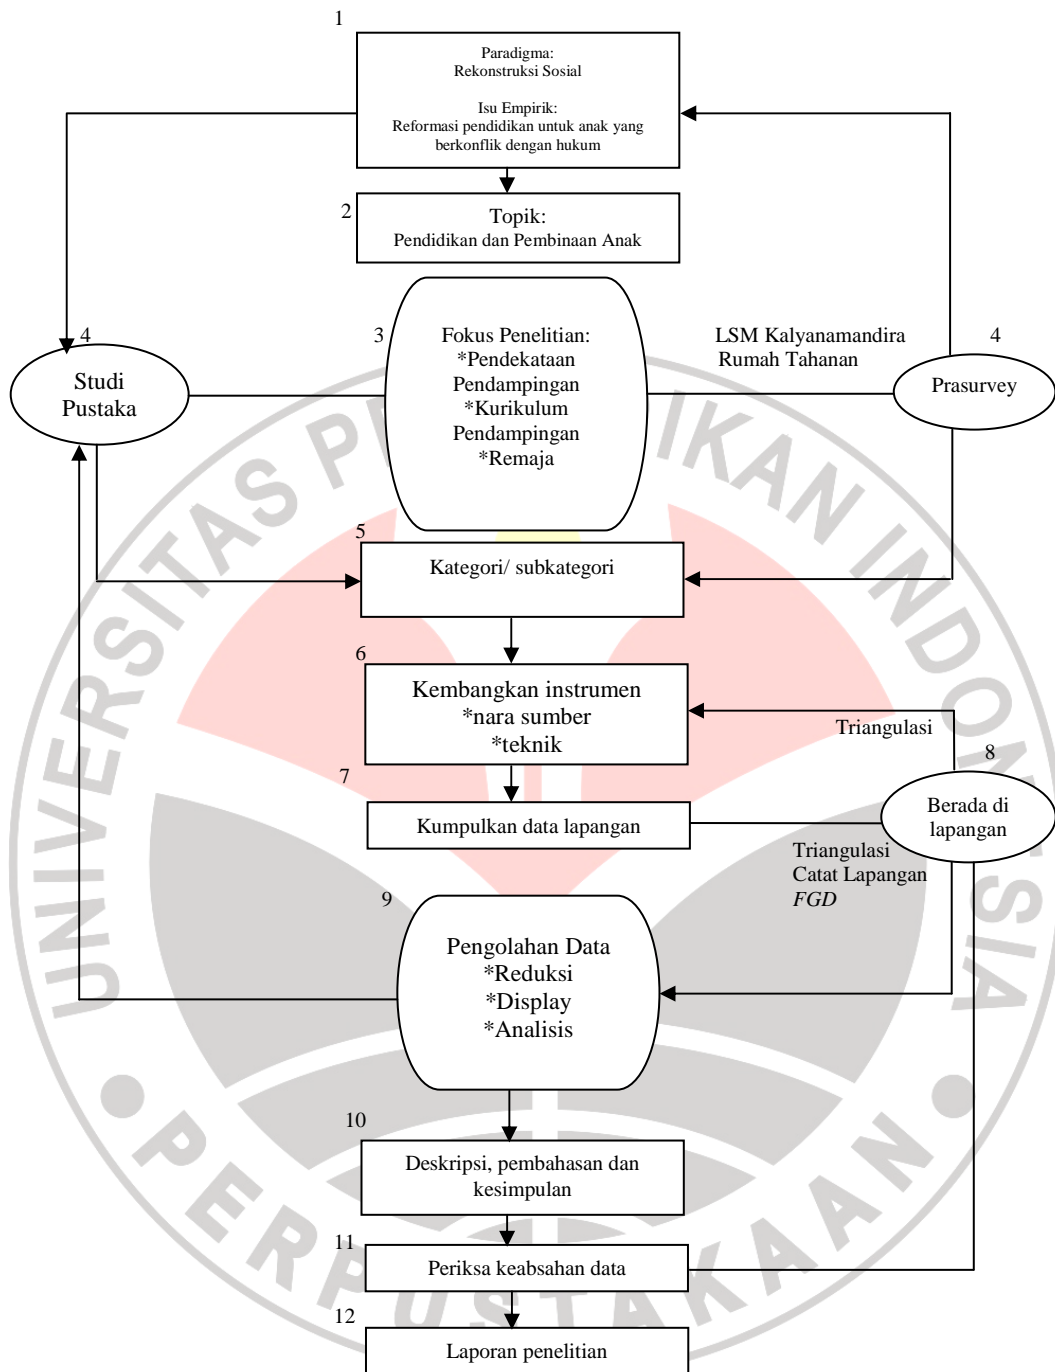 1
Paradigma:
Rekonstruksi Sosial
Isu Empirik:
Reformasi pendidikan untuk anak yang
berkonflik dengan hukum
2
Topik:
Pendidikan dan Pembinaan Anak
4
Studi
Pustaka
3
Fokus Penelitian:
*Pendekataan
Pendampingan
*Kurikulum
Pendampingan
*Remaja
LSM Kalyanamandira
Rumah Tahanan
4
Prasurvey
5
Kategori/ subkategori
6
Kembangkan instrumen
*nara sumber
*teknik
Triangulasi
7
Kumpulkan data lapangan
8
Berada di
lapangan
Triangulasi
Catat Lapangan
FGD
9
Pengolahan Data
*Reduksi
*Display
*Analisis
10
Deskripsi, pembahasan dan
kesimpulan
11
Periksa keabsahan data
12
Laporan penelitian
PERPUSTAKAAN